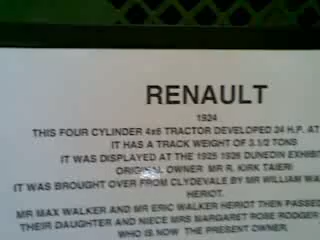 RENAULT
1924
THIS FOUR CYLINDER 4x6 TRACTOR DEVELOPED 24 H.P. AT
IT HAS A TRACK WEIGHT OF 3.1/2 TONS
IT WAS DISPLAYED AT THE 1925 1926 DUNEDIN EXHIBIT
ORIGINAL OWNER MR R. KIRK TAIERI
IT WAS BROUGHT OVER FROM CLYDEVALE BY MR WILLIAM WA
HERIOT.
MR MAX WALKER AND MR ERIC WALKER HERIOT THEN PASSED
THEIR DAUGHTER AND NIECE MRS MARGARET ROSE RODGER
WHO IS NOW THE PRESENT OWNER.